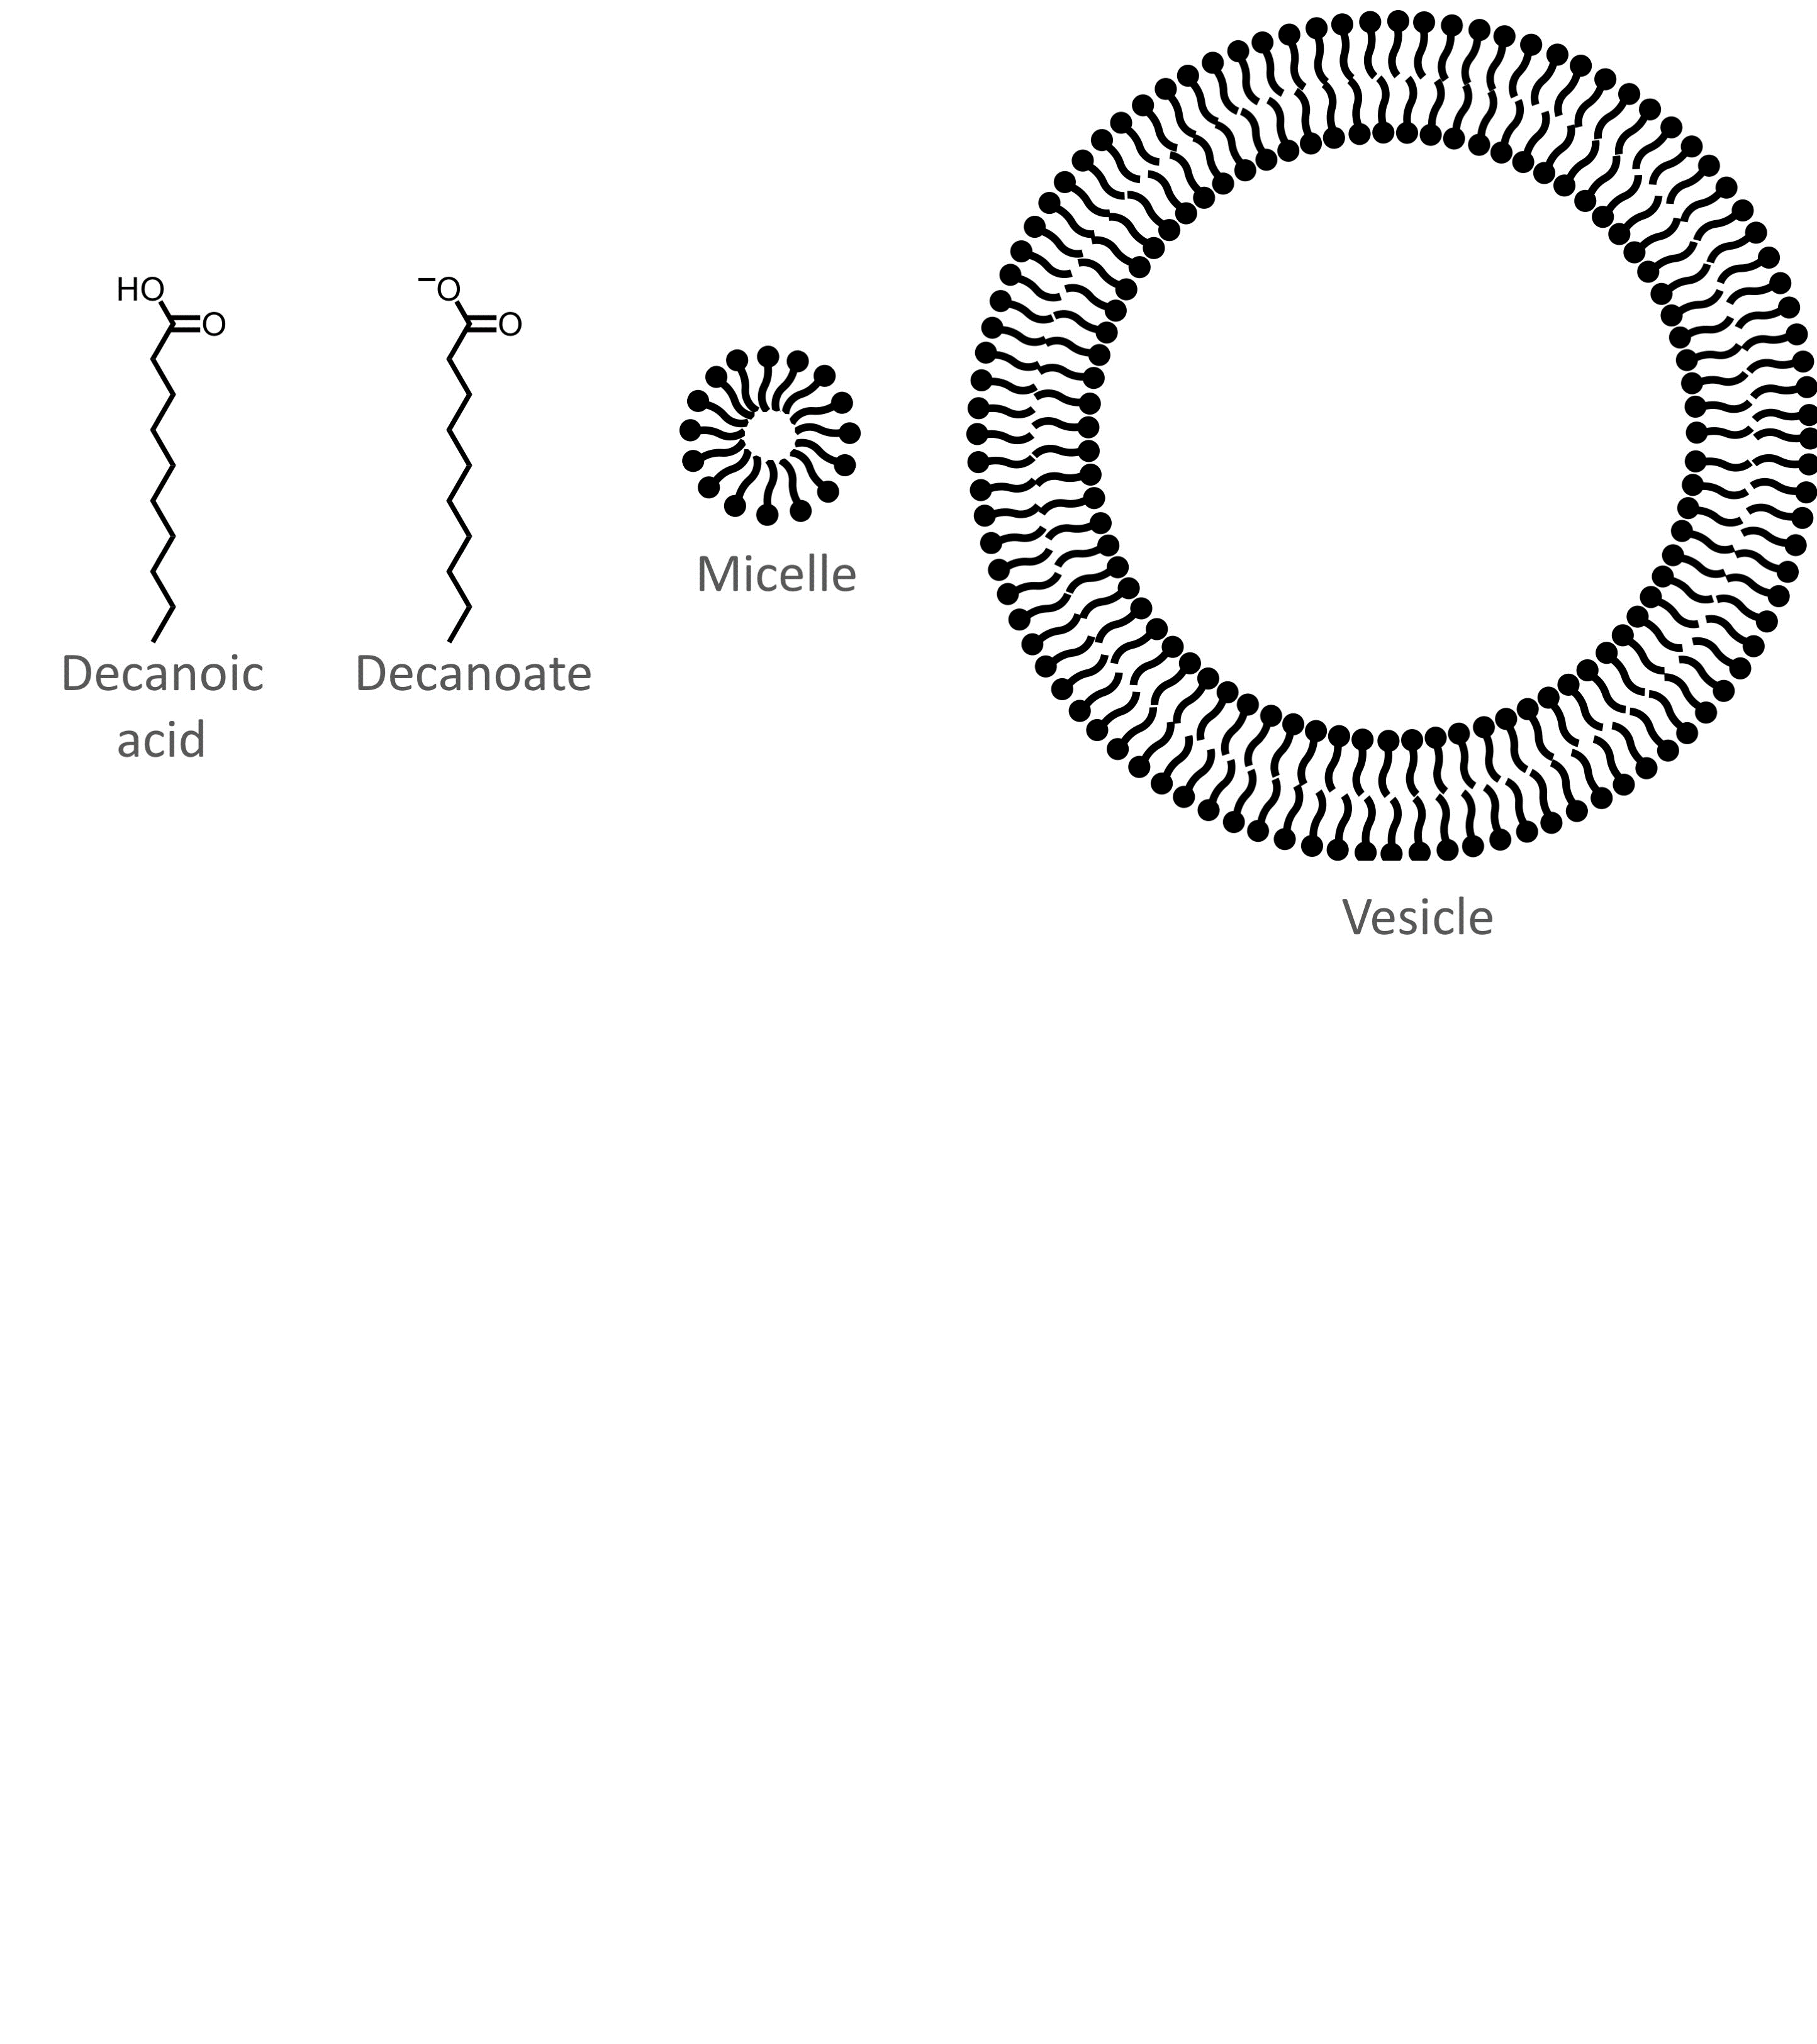 HO
O
−O
O
Decanoic
acid
Decanoate
Micelle
Vesicle